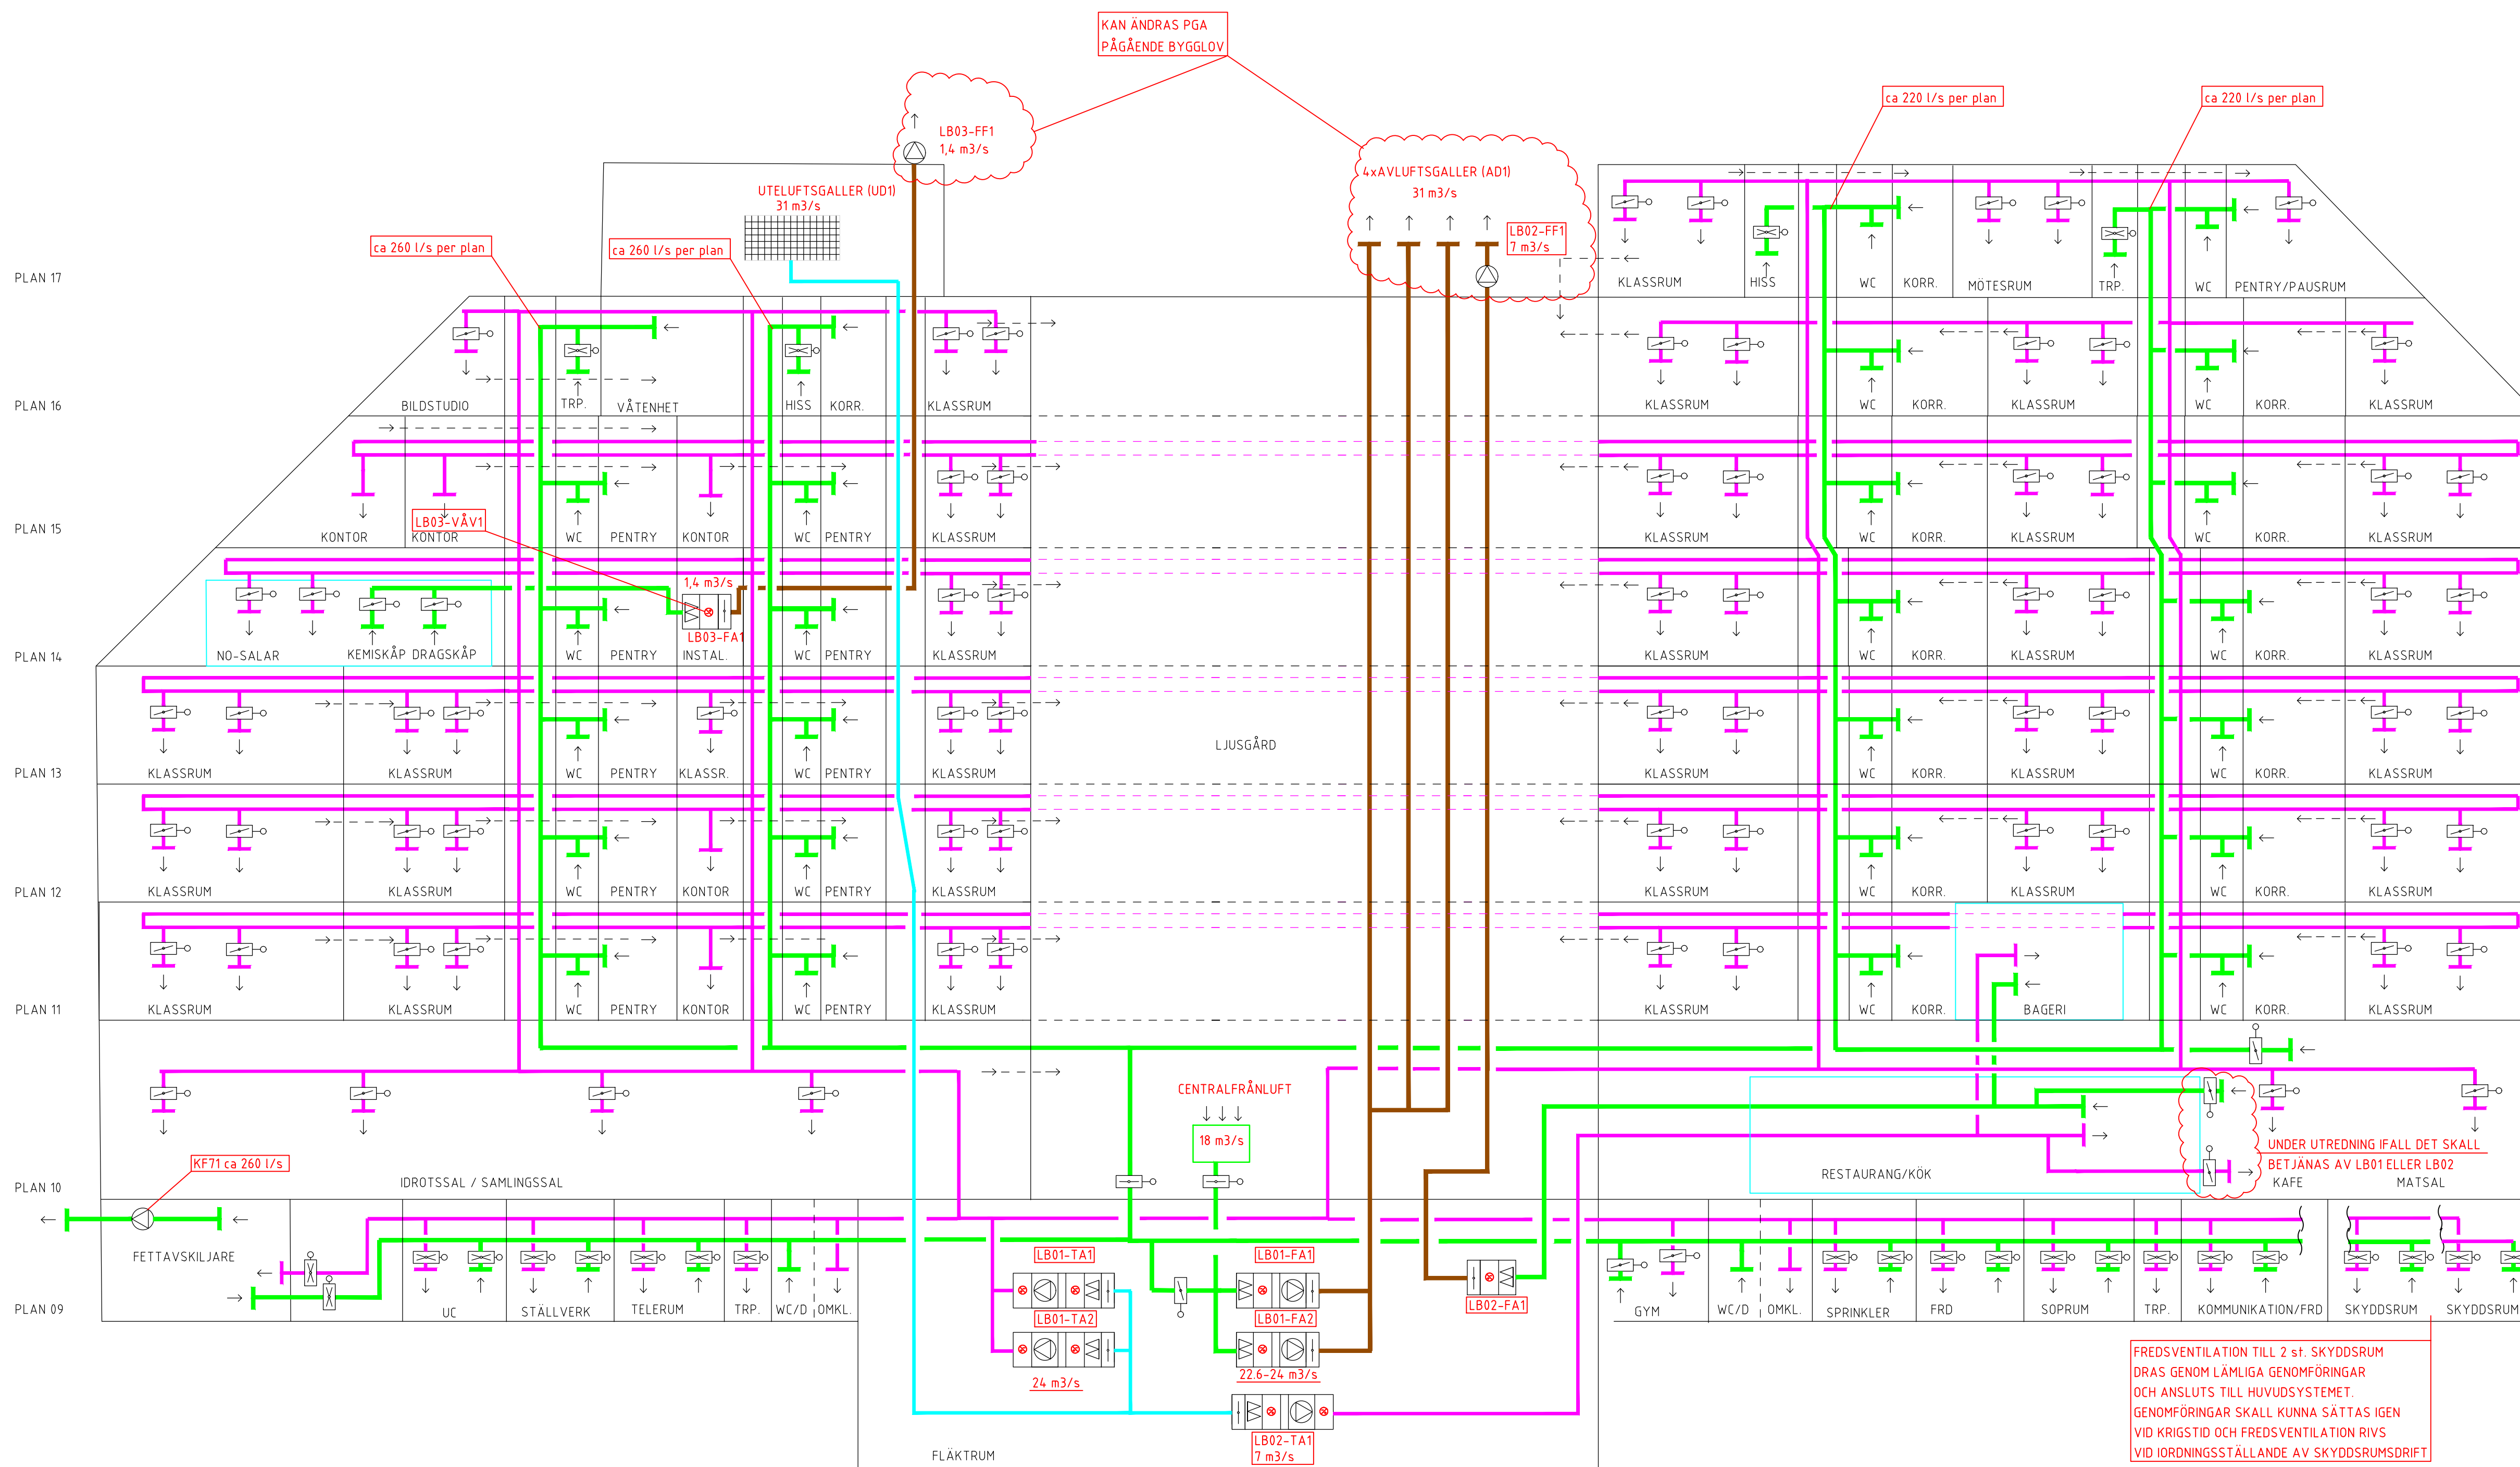 KAN ÄNDRAS PGA
PÅGÅENDE BYGGLOV
ca 220 l/s per plan
ca 220 l/s per plan
LB03-FF1
1,4 m3/s
UTELUFTSGALLER (UD1)
31 m3/s
4xAVLUFTSGALLER (AD1)
31 m3/s
LB02-FF1
7 m3/s
ca 260 l/s per plan
ca 260 l/s per plan
PLAN 17
KLASSRUM
HISS
WC
KORR.
MÖTESRUM
TRP.
WC
PENTRY/PAUSRUM
PLAN 16
BILDSTUDIO
TRP.
VÅTENHET
HISS
KORR.
KLASSRUM
KLASSRUM
WC
KORR.
KLASSRUM
WC
KORR.
KLASSRUM
LB03-VÅV1
PLAN 15
KONTOR
KONTOR
WC
PENTRY
KONTOR
WC
PENTRY
KLASSRUM
KLASSRUM
WC
KORR.
KLASSRUM
WC
KORR.
KLASSRUM
1,4 m3/s
LB03-FA1
PLAN 14
NO-SALAR
KEMISKÅP
DRAGSKÅP
WC
PENTRY
INSTAL.
WC
PENTRY
KLASSRUM
KLASSRUM
WC
KORR.
KLASSRUM
WC
KORR.
KLASSRUM
LJUSGÅRD
PLAN 13
KLASSRUM
KLASSRUM
WC
PENTRY
KLASSR.
WC
PENTRY
KLASSRUM
KLASSRUM
WC
KORR.
KLASSRUM
WC
KORR.
KLASSRUM
PLAN 12
KLASSRUM
KLASSRUM
WC
PENTRY
KONTOR
WC
PENTRY
KLASSRUM
KLASSRUM
WC
KORR.
KLASSRUM
WC
KORR.
KLASSRUM
PLAN 11
KLASSRUM
KLASSRUM
WC
PENTRY
KONTOR
WC
PENTRY
KLASSRUM
KLASSRUM
WC
KORR.
BAGERI
WC
KORR.
KLASSRUM
CENTRALFRÅNLUFT
18 m3/s
KF71 ca 260 l/s
UNDER UTREDNING IFALL DET SKALL
BETJÄNAS AV LB01 ELLER LB02
PLAN 10
IDROTSSAL / SAMLINGSSAL
RESTAURANG/KÖK
KAFE
MATSAL
FETTAVSKILJARE
LB01-TA1
LB01-FA1
LB02-FA1
PLAN 09
UC
STÄLLVERK
TELERUM
TRP.
WC/D
OMKL.
GYM
WC/D
OMKL.
SPRINKLER
FRD
SOPRUM
TRP.
KOMMUNIKATION/FRD
SKYDDSRUM
SKYDDSRUM
LB01-TA2
LB01-FA2
24 m3/s
22.6-24 m3/s
LB02-TA1
7 m3/s
FLÄKTRUM
FREDSVENTILATION TILL 2 st. SKYDDSRUM
DRAS GENOM LÄMLIGA GENOMFÖRINGAR
OCH ANSLUTS TILL HUVUDSYSTEMET.
GENOMFÖRINGAR SKALL KUNNA SÄTTAS IGEN
VID KRIGSTID OCH FREDSVENTILATION RIVS
VID IORDNINGSSTÄLLANDE AV SKYDDSRUMSDRIFT